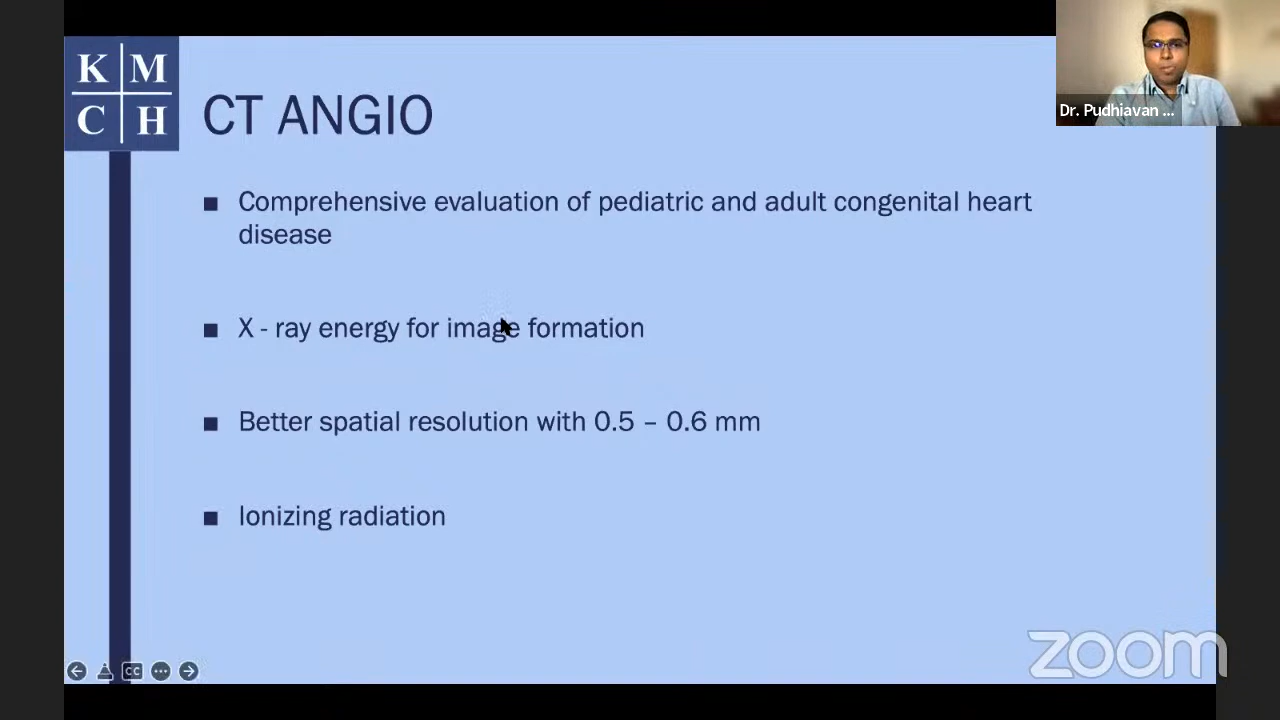 K M
C H
CT ANGIO
Dr. Pudhiavan ...
Comprehensive evaluation of pediatric and adult congenital heart
disease
X - ray energy for image formation
Better spatial resolution with 0.5 – 0.6 mm
Ionizing radiation
CC
zoom